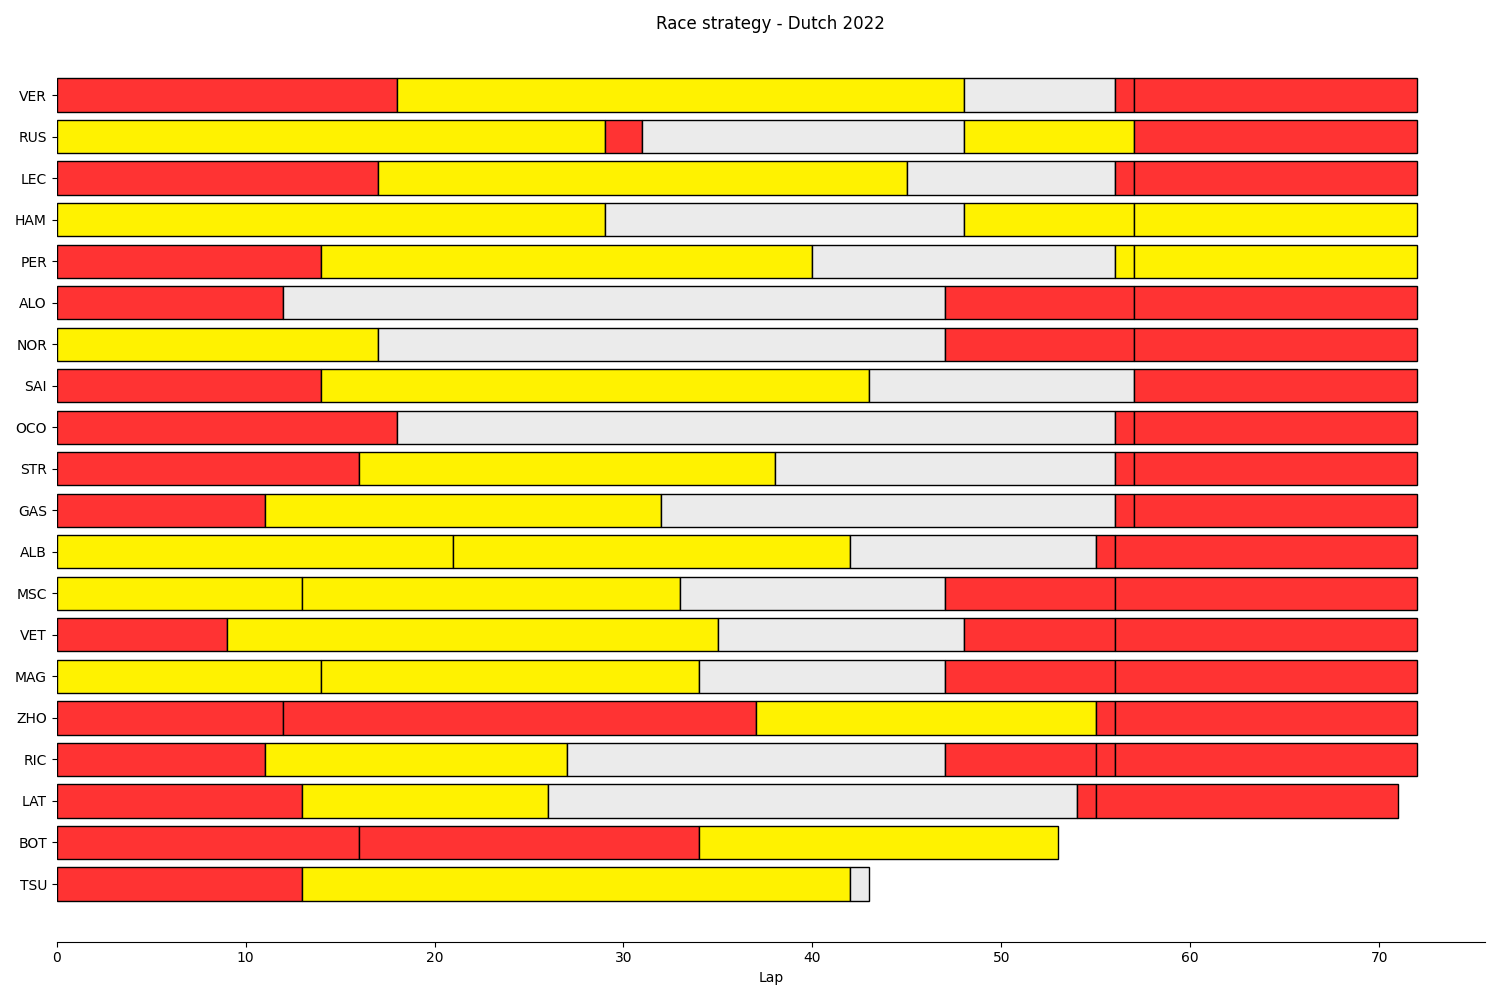 Race strategy - Dutch 2022
VER
RUS
LEC
HAM
PER
ALO
NOR
SAI
OCO
STR
GAS
ALB
MSC
VET
MAG
ZHO
RIC
LAT
BOT
TSU
0 10 20 30 40 50 60 70
Lap